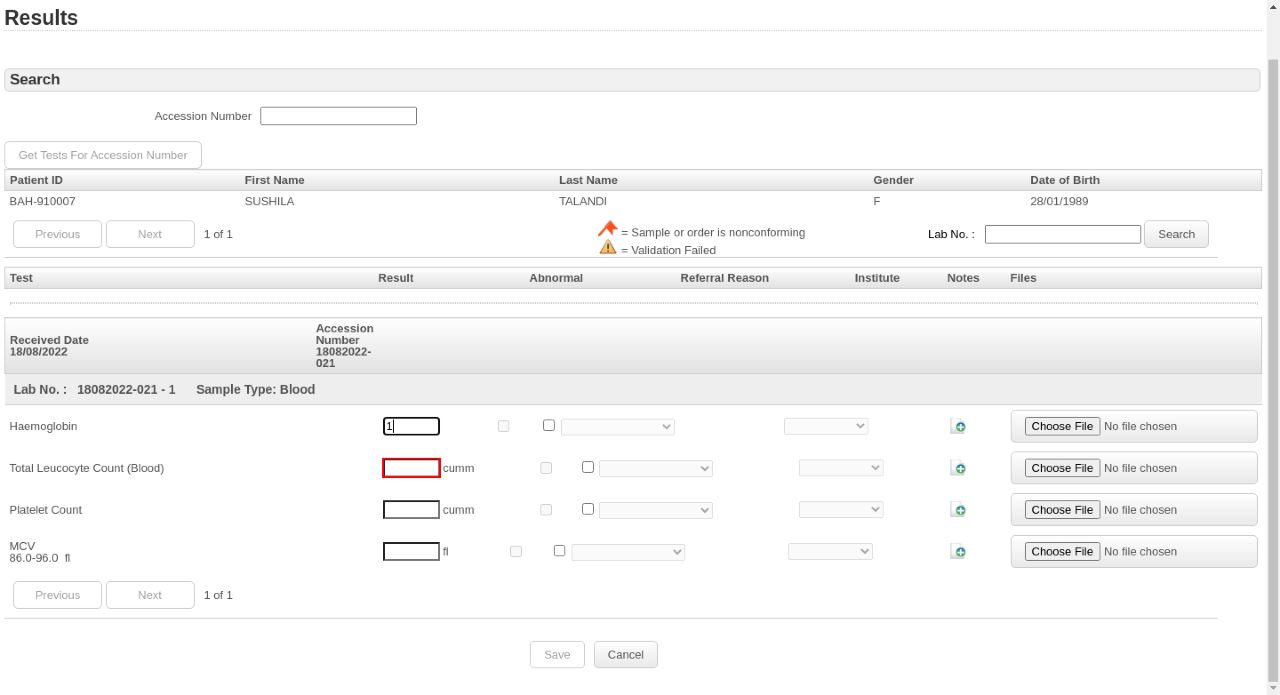 Results
Search
Accession Number
Get Tests For Accession Number
Patient ID First Name Last Name Gender Date of Birth
BAH-910007 SUSHILA TALANDI F 28/01/1989
Previous Next 1 of 1 = Sample or order is nonconforming Lab No. : Search
= Validation Failed
Test Result Abnormal Referral Reason Institute Notes Files
Received Date Accession Number
18/08/2022 18082022-021
Lab No. : 18082022-021 - 1 Sample Type: Blood
Haemoglobin 1 Choose File No file chosen
Total Leucocyte Count (Blood) cumm Choose File No file chosen
Platelet Count cumm Choose File No file chosen
MCV fl Choose File No file chosen
86.0-96.0 fl
Previous Next 1 of 1
Save Cancel